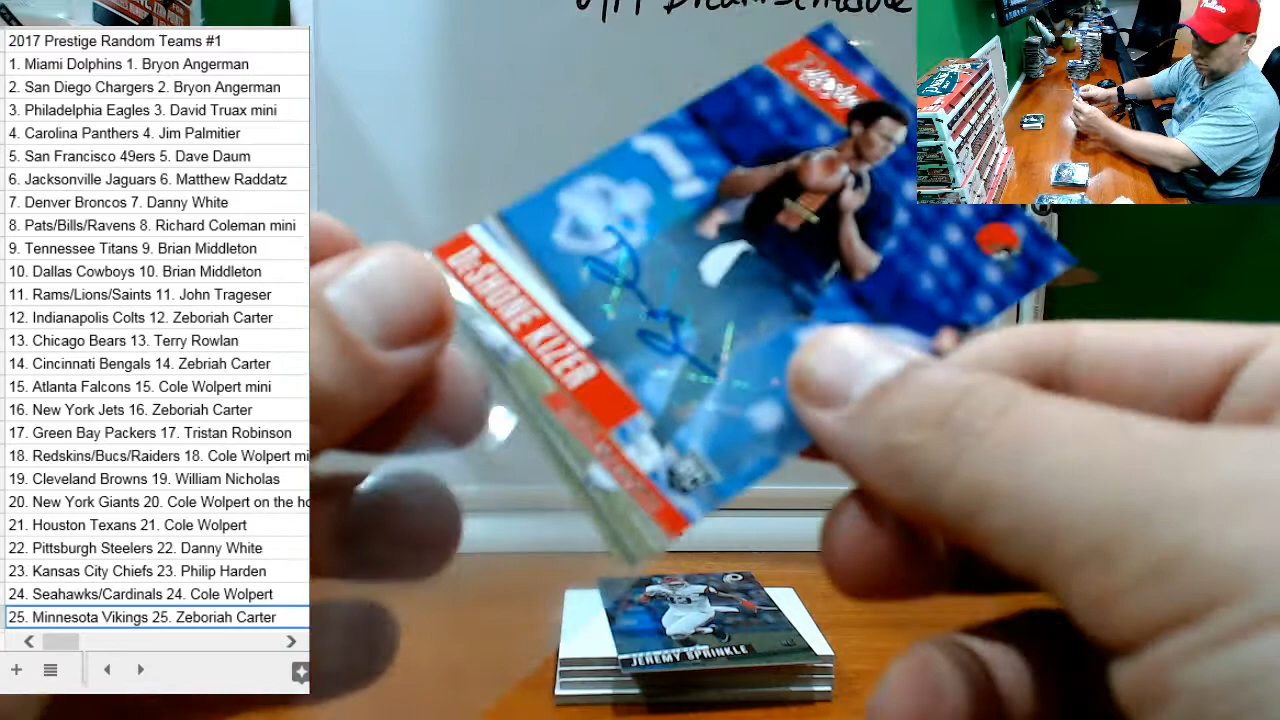 2017 Prestige Random Teams #1
1. Miami Dolphins 1. Bryon Angerman
2. San Diego Chargers 2. Bryon Angerman
3. Philadelphia Eagles 3. David Truax mini
4. Carolina Panthers 4. Jim Palmitier
5. San Francisco 49ers 5. Dave Daum
6. Jacksonville Jaguars 6. Matthew Raddatz
7. Denver Broncos 7. Danny White
8. Pats/Bills/Ravens 8. Richard Coleman mini
9. Tennessee Titans 9. Brian Middleton
10. Dallas Cowboys 10. Brian Middleton
11. Rams/Lions/Saints 11. John Trageser
12. Indianapolis Colts 12. Zeboriah Carter
13. Chicago Bears 13. Terry Rowlan
14. Cincinnati Bengals 14. Zebriah Carter
15. Atlanta Falcons 15. Cole Wolpert mini
16. New York Jets 16. Zeboriah Carter
17. Green Bay Packers 17. Tristan Robinson
18. Redskins/Bucs/Raiders 18. Cole Wolpert mi
19. Cleveland Browns 19. William Nicholas
20. New York Giants 20. Cole Wolpert on the ho
21. Houston Texans 21. Cole Wolpert
22. Pittsburgh Steelers 22. Danny White
23. Kansas City Chiefs 23. Philip Harden
24. Seahawks/Cardinals 24. Cole Wolpert
25. Minnesota Vikings 25. Zeboriah Carter
Prestige
DESHONE KIZER
JEREMY SPRINKLE